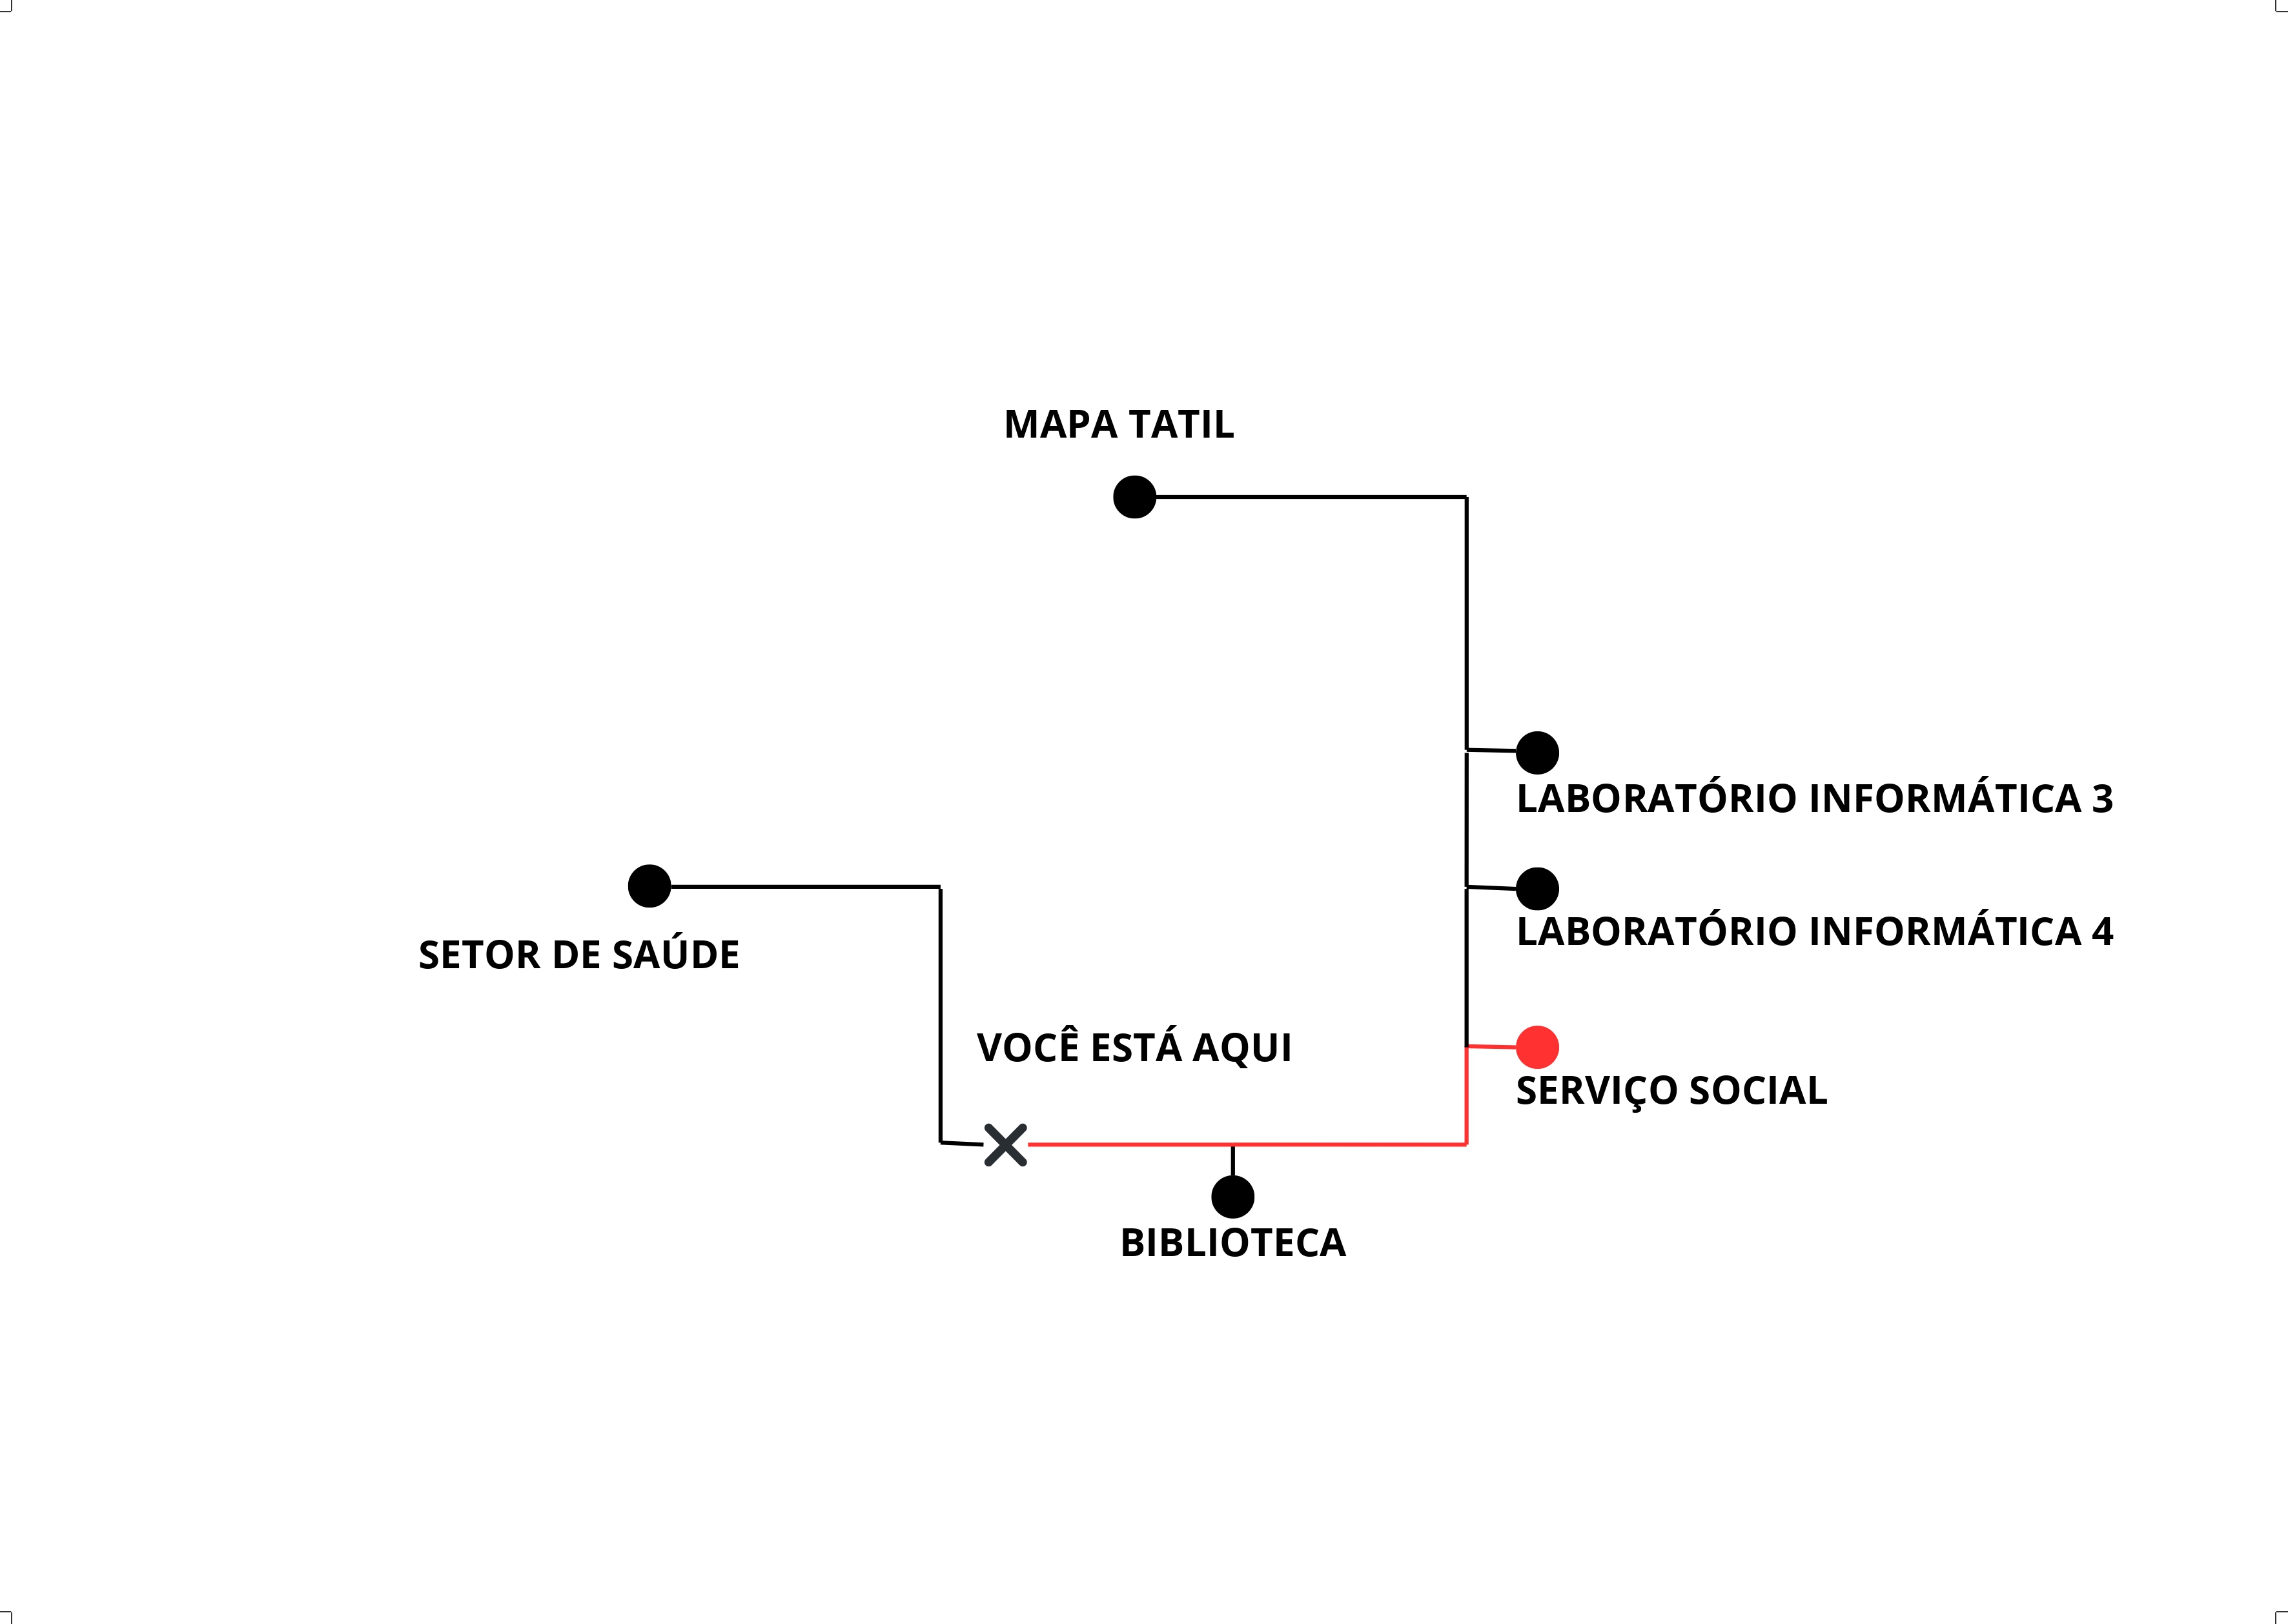 MAPA TATIL
LABORATÓRIO INFORMÁTICA 3
LABORATÓRIO INFORMÁTICA 4
SETOR DE SAÚDE
VOCÊ ESTÁ AQUI
SERVIÇO SOCIAL
BIBLIOTECA